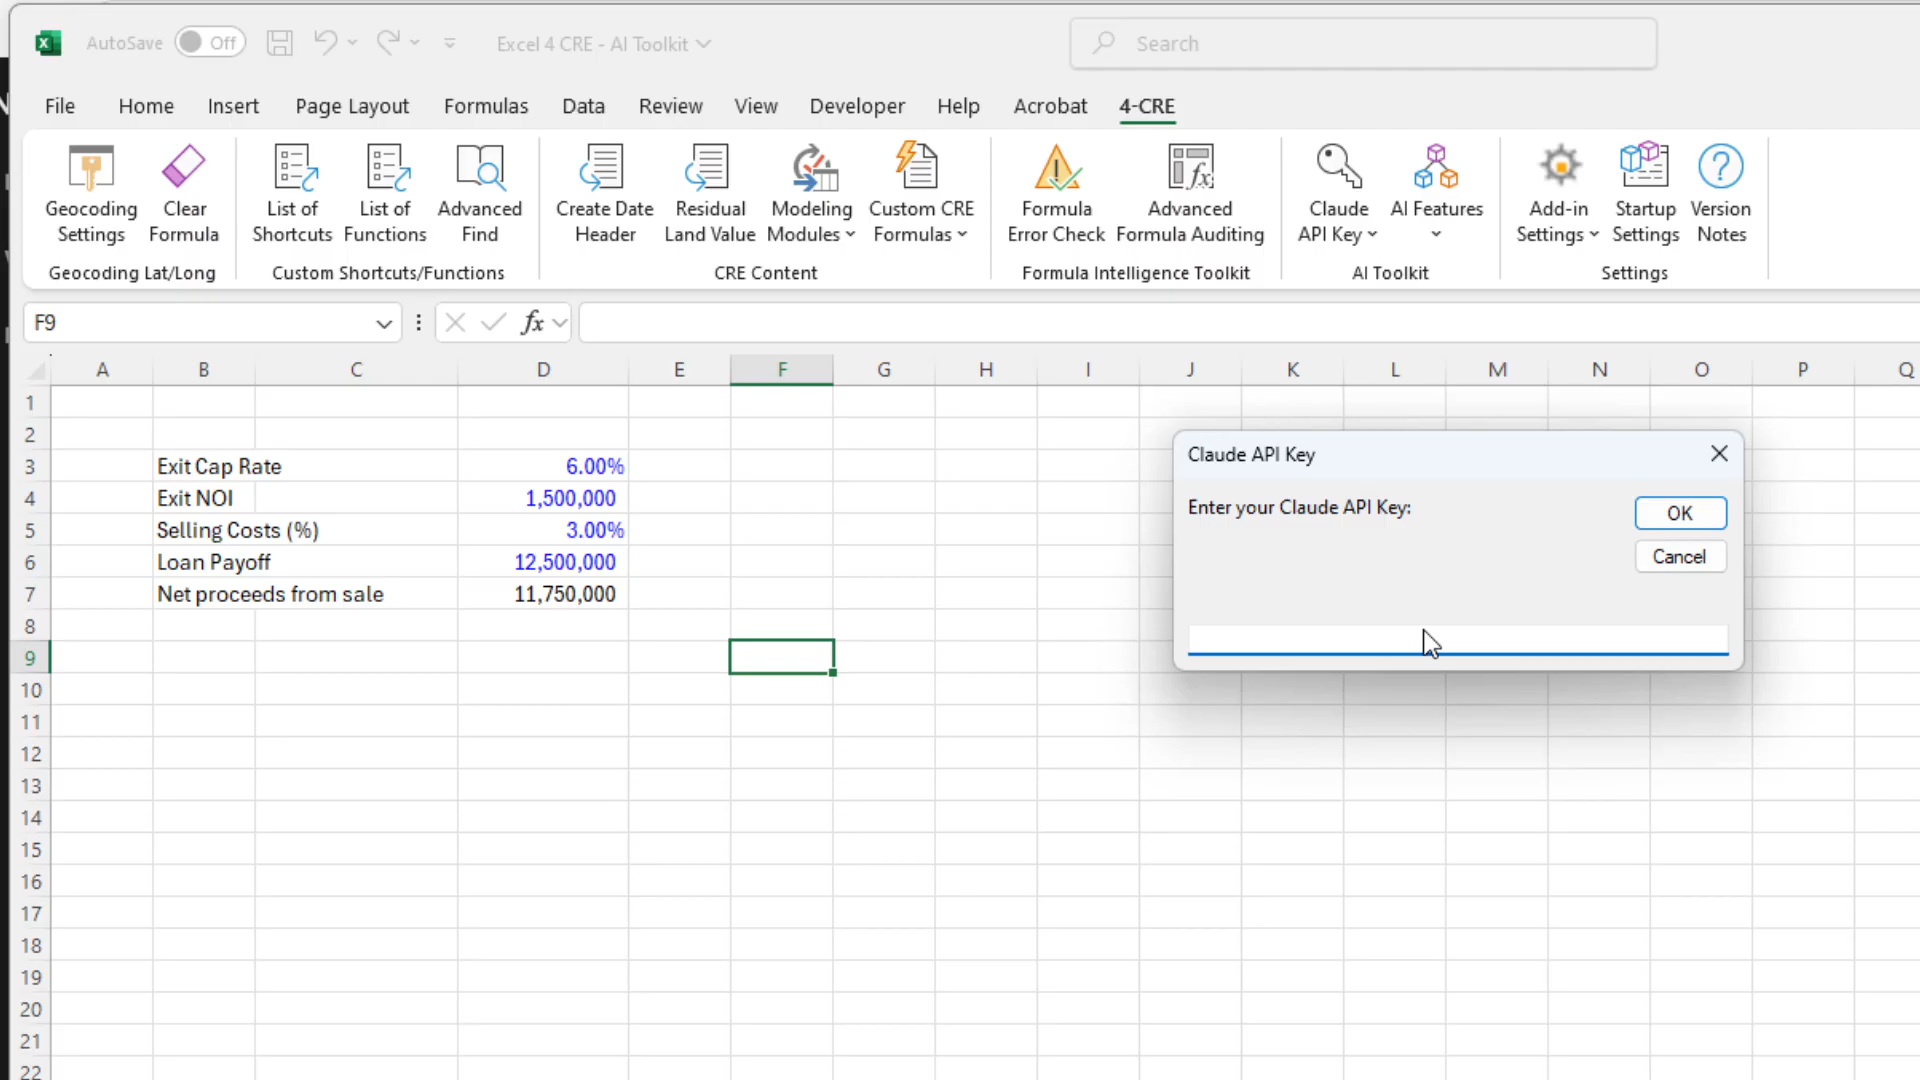 AutoSave Off Excel 4 CRE - AI Toolkit Search
File Home Insert Page Layout Formulas Data Review View Developer Help Acrobat 4-CRE
Geocoding Settings
Clear Formula
Geocoding Lat/Long
List of Shortcuts
List of Functions
Advanced Find
Custom Shortcuts/Functions
Create Date Header
Residual Land Value
Modeling Modules
Custom CRE Formulas
CRE Content
Formula Error Check
Advanced Formula Auditing
Formula Intelligence Toolkit
Claude API Key
AI Features
AI Toolkit
Add-in Settings
Startup Settings
Version Notes
Settings
F9 fx
A B C D E F G H I J K L M N O P Q
1
2
3 Exit Cap Rate 6.00%
4 Exit NOI 1,500,000
5 Selling Costs (%) 3.00%
6 Loan Payoff 12,500,000
7 Net proceeds from sale 11,750,000
8
9
10
11
12
13
14
15
16
17
18
19
20
21
22
Claude API Key
Enter your Claude API Key:
OK
Cancel